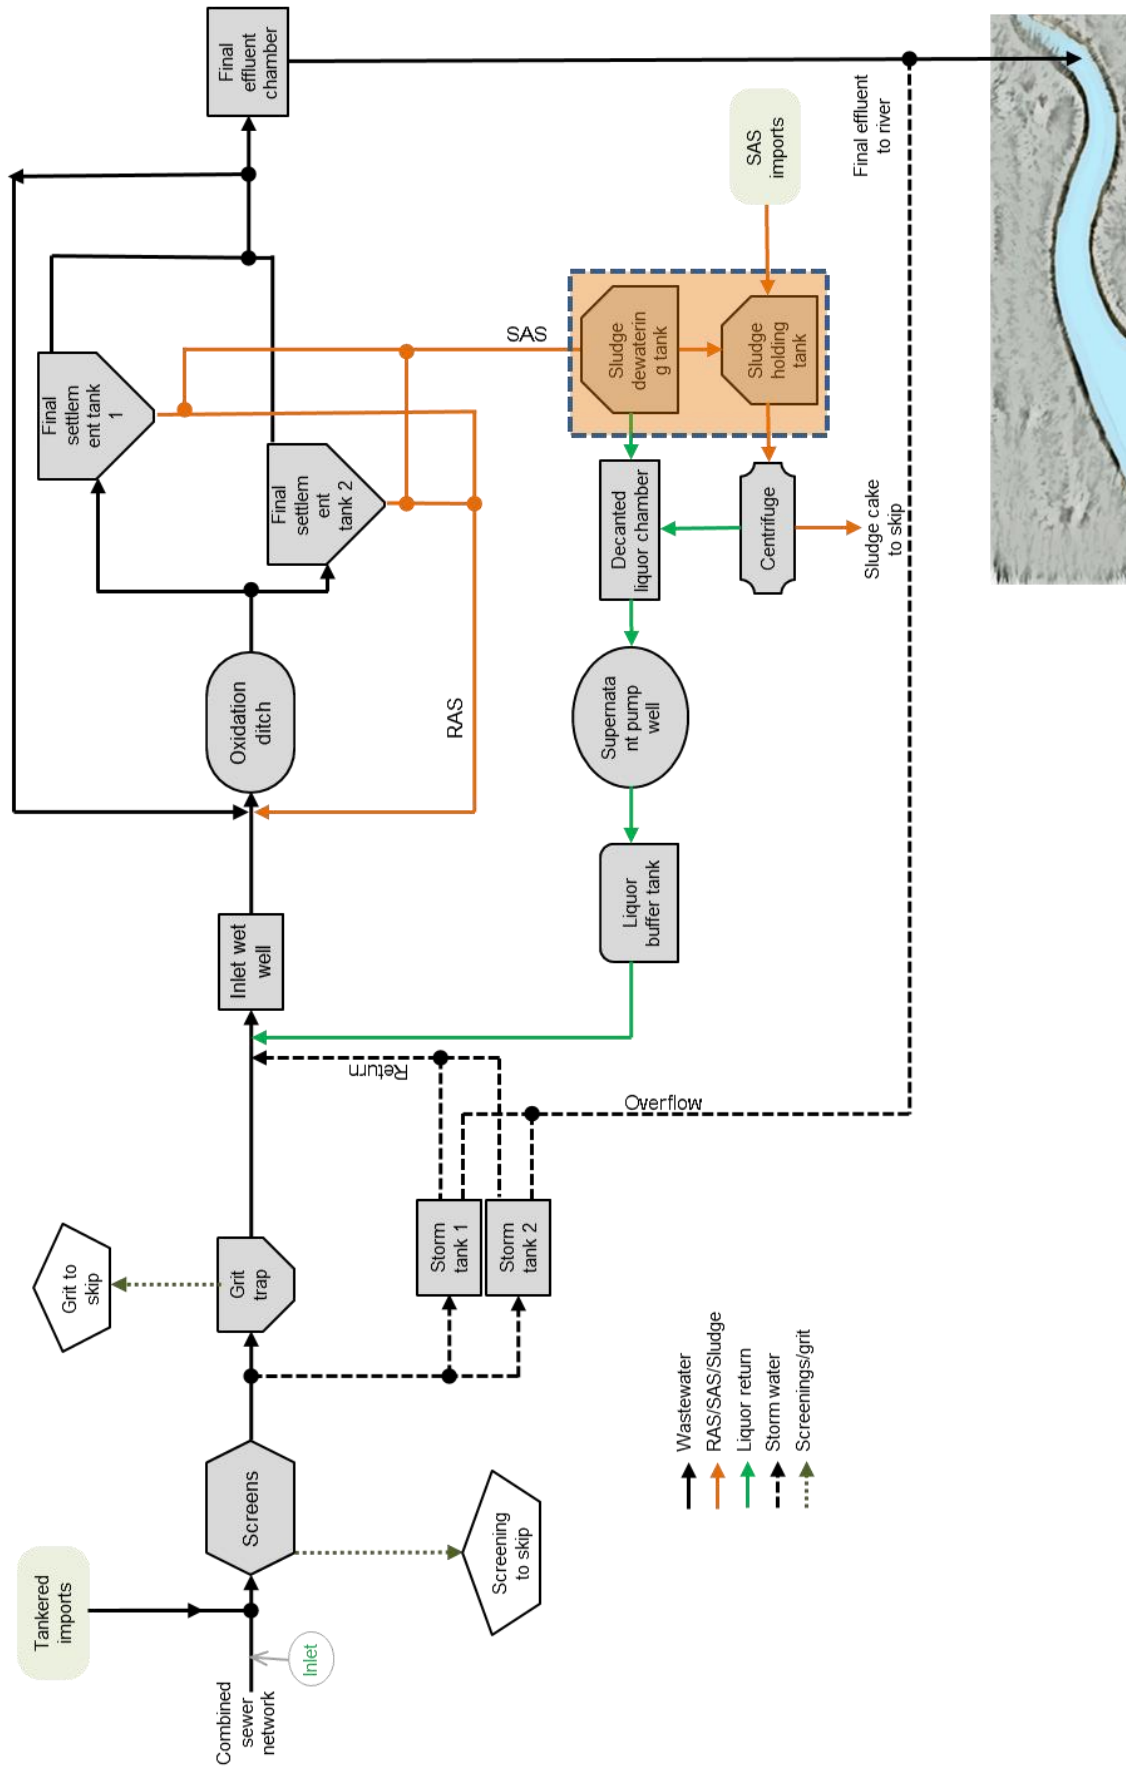 Combined
sewer
network
Inlet
Tankered
imports
Screens
Screening
to skip
Grit to
skip
Grit
trap
Storm
tank 1
Storm
tank 2
Return
Overflow
Inlet wet
well
Oxidation
ditch
RAS
Final
settlem
ent tank
1
Final
settlem
ent
tank 2
Final
effluent
chamber
SAS
Sludge
dewaterin
g tank
Sludge
holding
tank
SAS
imports
Liquor
buffer tank
Supernata
nt pump
well
Decanted
liquor chamber
Centrifuge
Sludge cake
to skip
Final effluent
to river
Wastewater
RAS/SAS/Sludge
Liquor return
Storm water
Screenings/grit